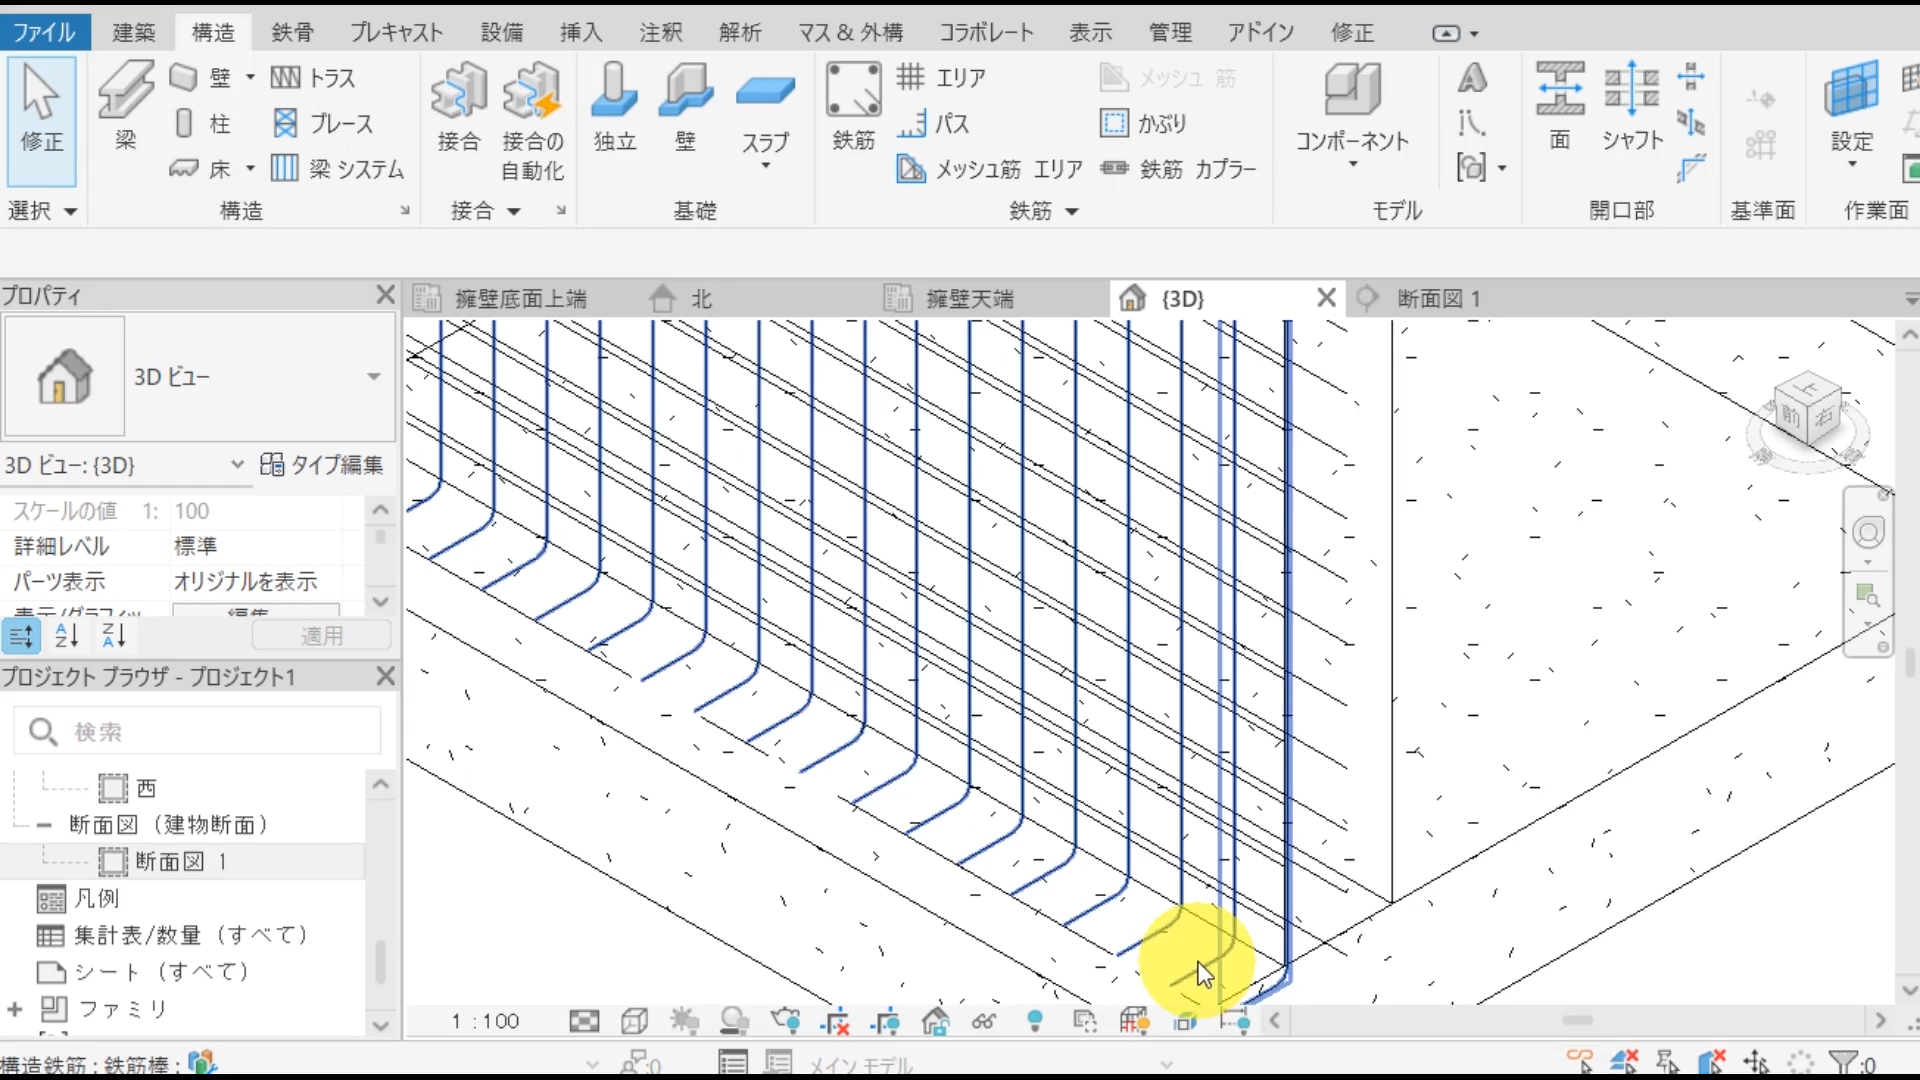 ファイル 建築 構造 鉄骨 プレキャスト 設備 挿入 注釈 解析 マス & 外構 コラボレート 表示 管理 アドイン 修正
修正
選択
梁
壁
柱
床
トラス
ブレース
梁 システム
構造
接合
接合の
自動化
接合
独立
壁
スラブ
基礎
鉄筋
エリア
パス
メッシュ筋 エリア
メッシュ 筋
かぶり
鉄筋 カプラー
鉄筋
コンポーネント
モデル
面
シャフト
開口部
基準面
設定
作業面
プロパティ
擁壁底面上端
北
擁壁天端
{3D}
断面図 1
3D ビュー
3D ビュー: {3D}
タイプ編集
スケールの値 1: 100
詳細レベル 標準
パーツ表示 オリジナルを表示
適用
プロジェクト ブラウザ - プロジェクト1
検索
西
断面図 (建物断面)
断面図 1
凡例
集計表/数量 (すべて)
シート (すべて)
ファミリ
上
前
右
1 : 100
構造鉄筋 : 鉄筋棒 :
:0
メイン モデル
:0